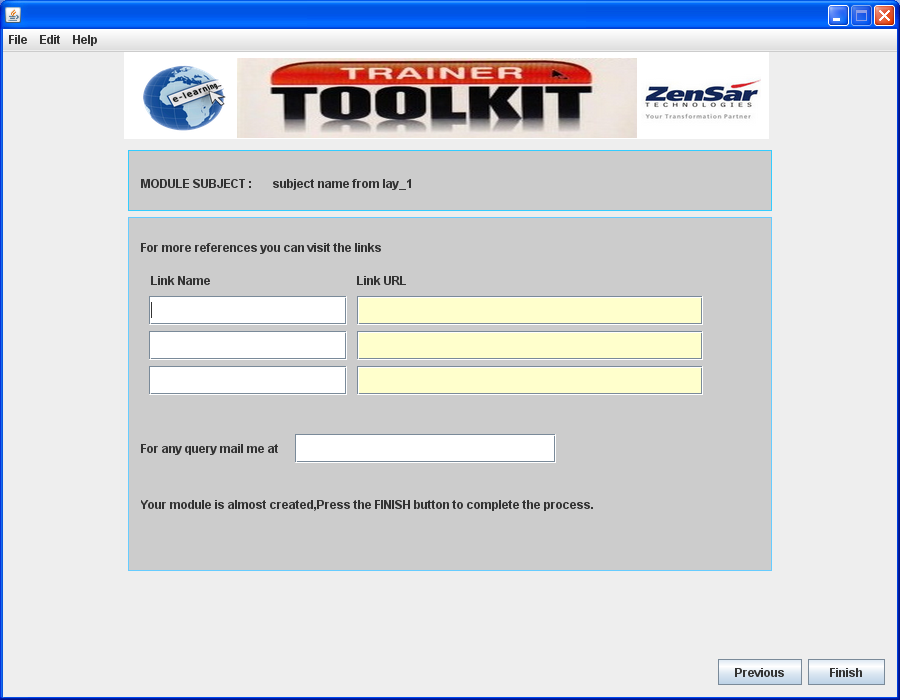 File Edit Help
e-learning
TRAINER
TOOLKIT
ZenSar
TECHNOLOGIES
Your Transformation Partner
MODULE SUBJECT : subject name from lay_1
For more references you can visit the links
Link Name Link URL
For any query mail me at
Your module is almost created,Press the FINISH button to complete the process.
Previous Finish